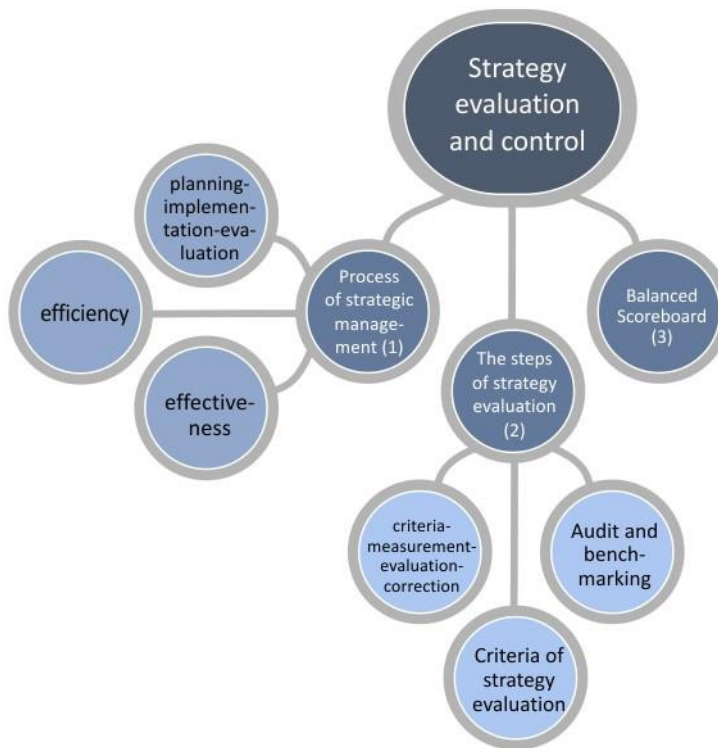 Strategy
evaluation
and control
planning-
implemen-
tation-eva-
luation
efficiency
effective-
ness
Process
of strategic
manage-
ment (1)
The steps
of strategy
evaluation
(2)
Balanced
Scoreboard
(3)
criteria-
measurement-
evaluation-
correction
Criteria of
strategy
evaluation
Audit and
bench-
marking